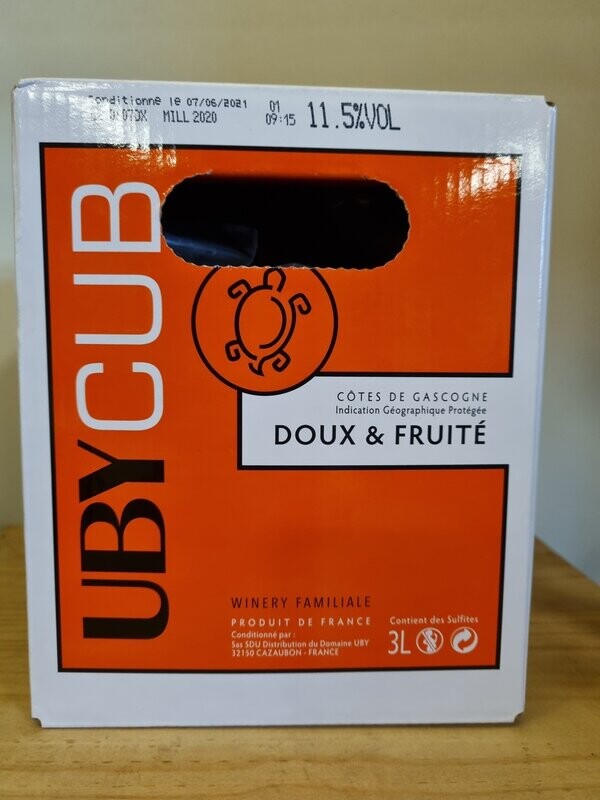 Conditionné le 07/06/2021 01
MILL 2020 09:15 11.5%VOL
UBYCUB
CÔTES DE GASCOGNE
Indication Géographique Protégée
DOUX & FRUITÉ
WINERY FAMILIALE
PRODUIT DE FRANCE
Conditionné par :
Sas SDU Distribution du Domaine UBY
32150 CAZAUBON - FRANCE
Contient des Sulfites
3L